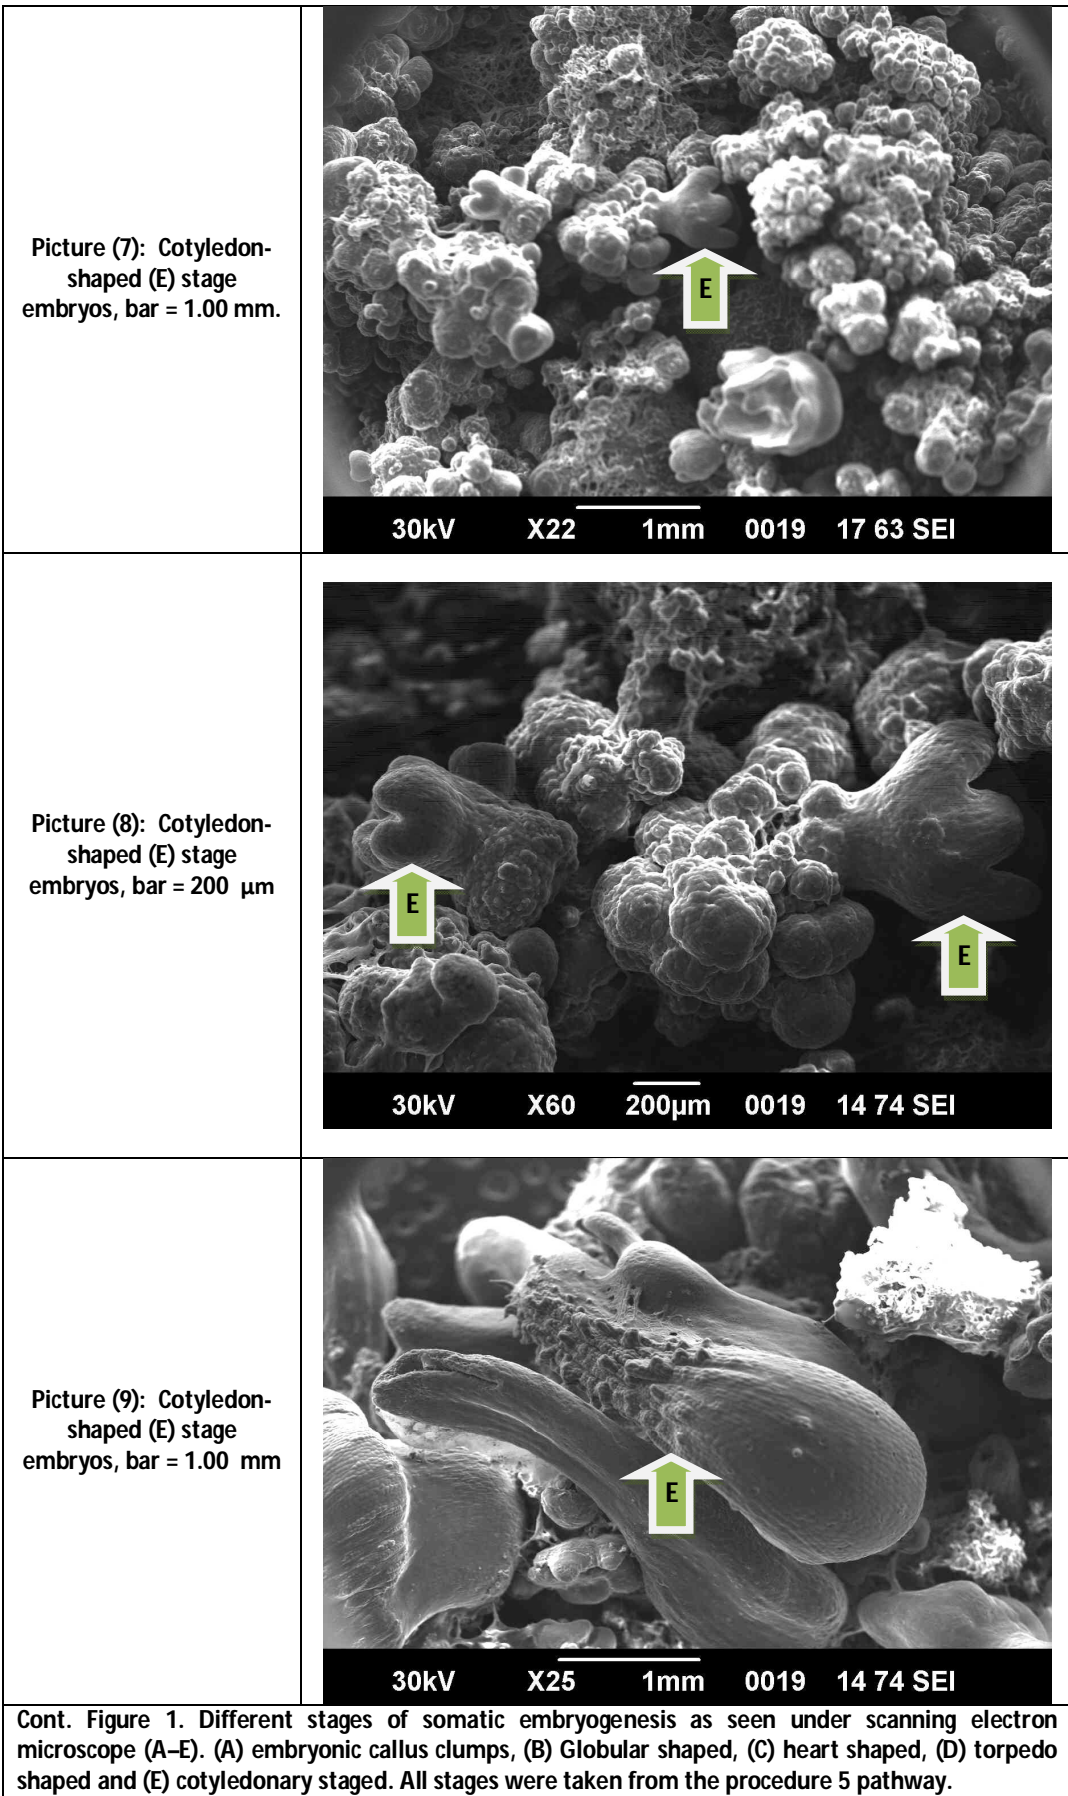 Picture (7): Cotyledon-
shaped (E) stage
embryos, bar = 1.00 mm.
E
30kV X22 1mm 0019 17 63 SEI
Picture (8): Cotyledon-
shaped (E) stage
embryos, bar = 200 µm
E
E
30kV X60 200µm 0019 14 74 SEI
Picture (9): Cotyledon-
shaped (E) stage
embryos, bar = 1.00 mm
E
30kV X25 1mm 0019 14 74 SEI
Cont. Figure 1. Different stages of somatic embryogenesis as seen under scanning electron
microscope (A–E). (A) embryonic callus clumps, (B) Globular shaped, (C) heart shaped, (D) torpedo
shaped and (E) cotyledonary staged. All stages were taken from the procedure 5 pathway.